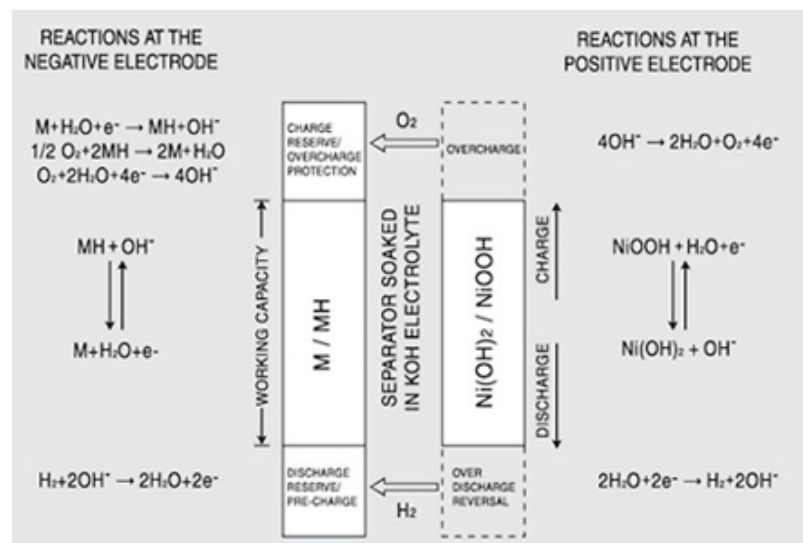 REACTIONS AT THE
NEGATIVE ELECTRODE
M+H₂O+e⁻ → MH+OH⁻
1/2 O₂+2MH → 2M+H₂O
O₂+2H₂O+4e⁻ → 4OH⁻
MH+OH⁻
M+H₂O+e-
H₂+2OH⁻ → 2H₂O+2e⁻
CHARGE
RESERVE/
OVERCHARGE
PROTECTION
WORKING CAPACITY
M / MH
DISCHARGE
RESERVE/
PRE-CHARGE
O₂
SEPARATOR SOAKED
IN KOH ELECTROLYTE
H₂
OVERCHARGE
Ni(OH)₂ / NiOOH
OVER
DISCHARGE
REVERSAL
CHARGE
DISCHARGE
REACTIONS AT THE
POSITIVE ELECTRODE
4OH⁻ → 2H₂O+O₂+4e⁻
NiOOH+H₂O+e⁻
Ni(OH)₂ + OH⁻
2H₂O+2e⁻ → H₂+2OH⁻